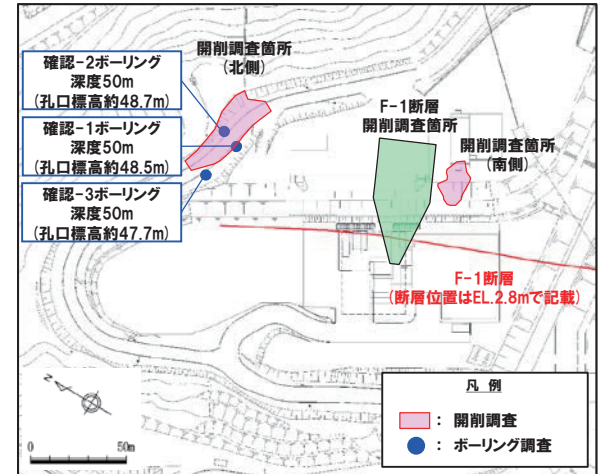 確認-2ボーリング
深度50m
(孔口標高約48.7m)
確認-1ボーリング
深度50m
(孔口標高約48.5m)
確認-3ボーリング
深度50m
(孔口標高約47.7m)
開削調査箇所
(北側)
F-1断層
開削調査箇所
開削調査箇所
(南側)
F-1断層
(断層位置はEL.2.8mで記載)
N
0 50m
凡 例
： 開削調査
： ボーリング調査